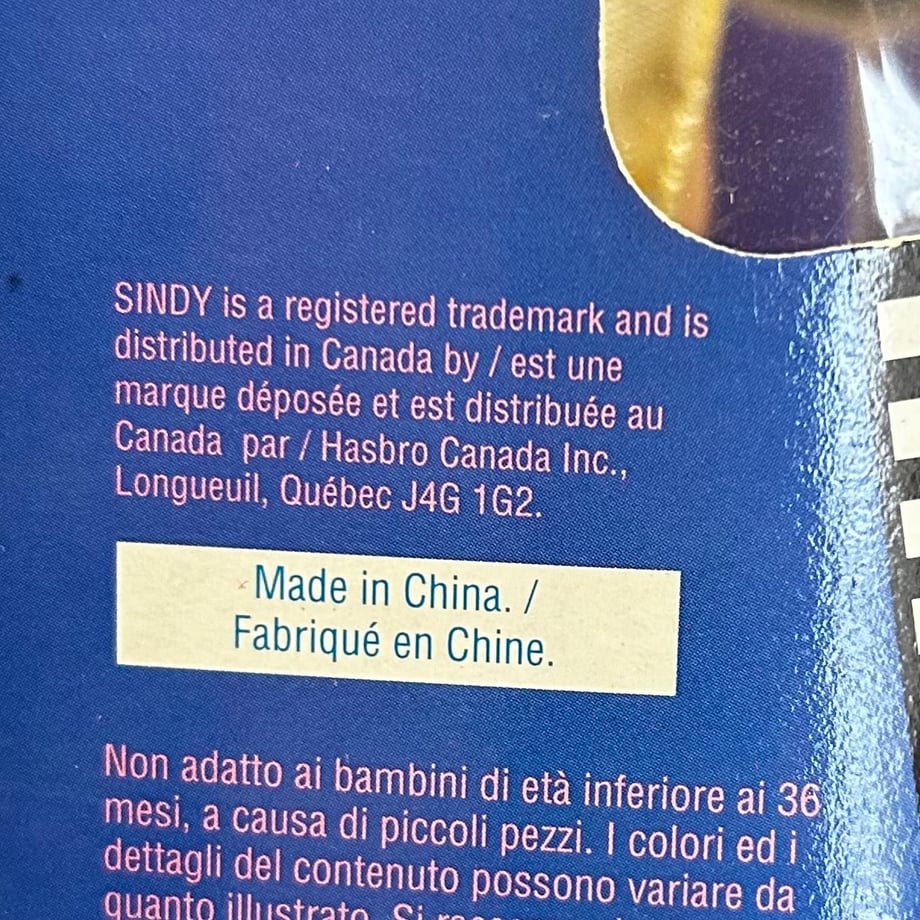 SINDY is a registered trademark and is
distributed in Canada by / est une
marque déposée et est distribuée au
Canada par / Hasbro Canada Inc.,
Longueuil, Québec J4G 1G2.
Made in China. /
Fabriqué en Chine.
Non adatto ai bambini di età inferiore ai 36
mesi, a causa di piccoli pezzi. I colori ed i
dettagli del contenuto possono variare da
quanto illustrato. Si